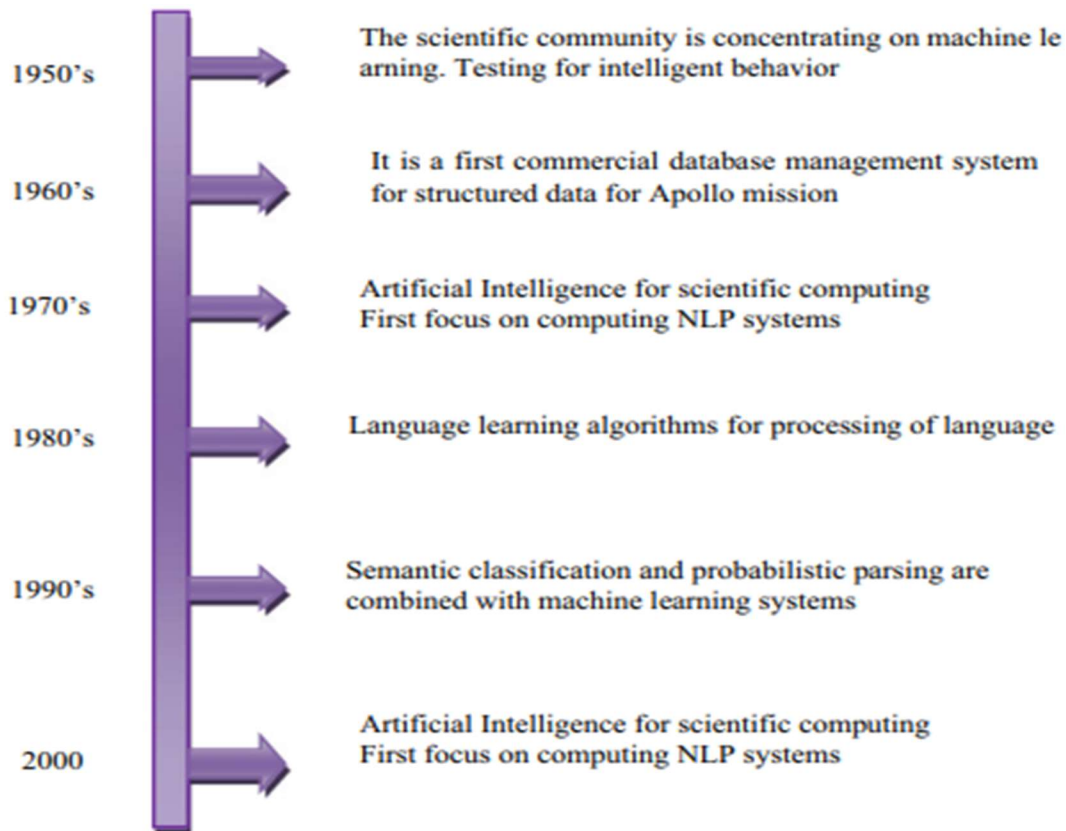 1950's
The scientific community is concentrating on machine le
arning. Testing for intelligent behavior
1960's
It is a first commercial database management system
for structured data for Apollo mission
1970's
Artificial Intelligence for scientific computing
First focus on computing NLP systems
1980's
Language learning algorithms for processing of language
1990's
Semantic classification and probabilistic parsing are
combined with machine learning systems
2000
Artificial Intelligence for scientific computing
First focus on computing NLP systems